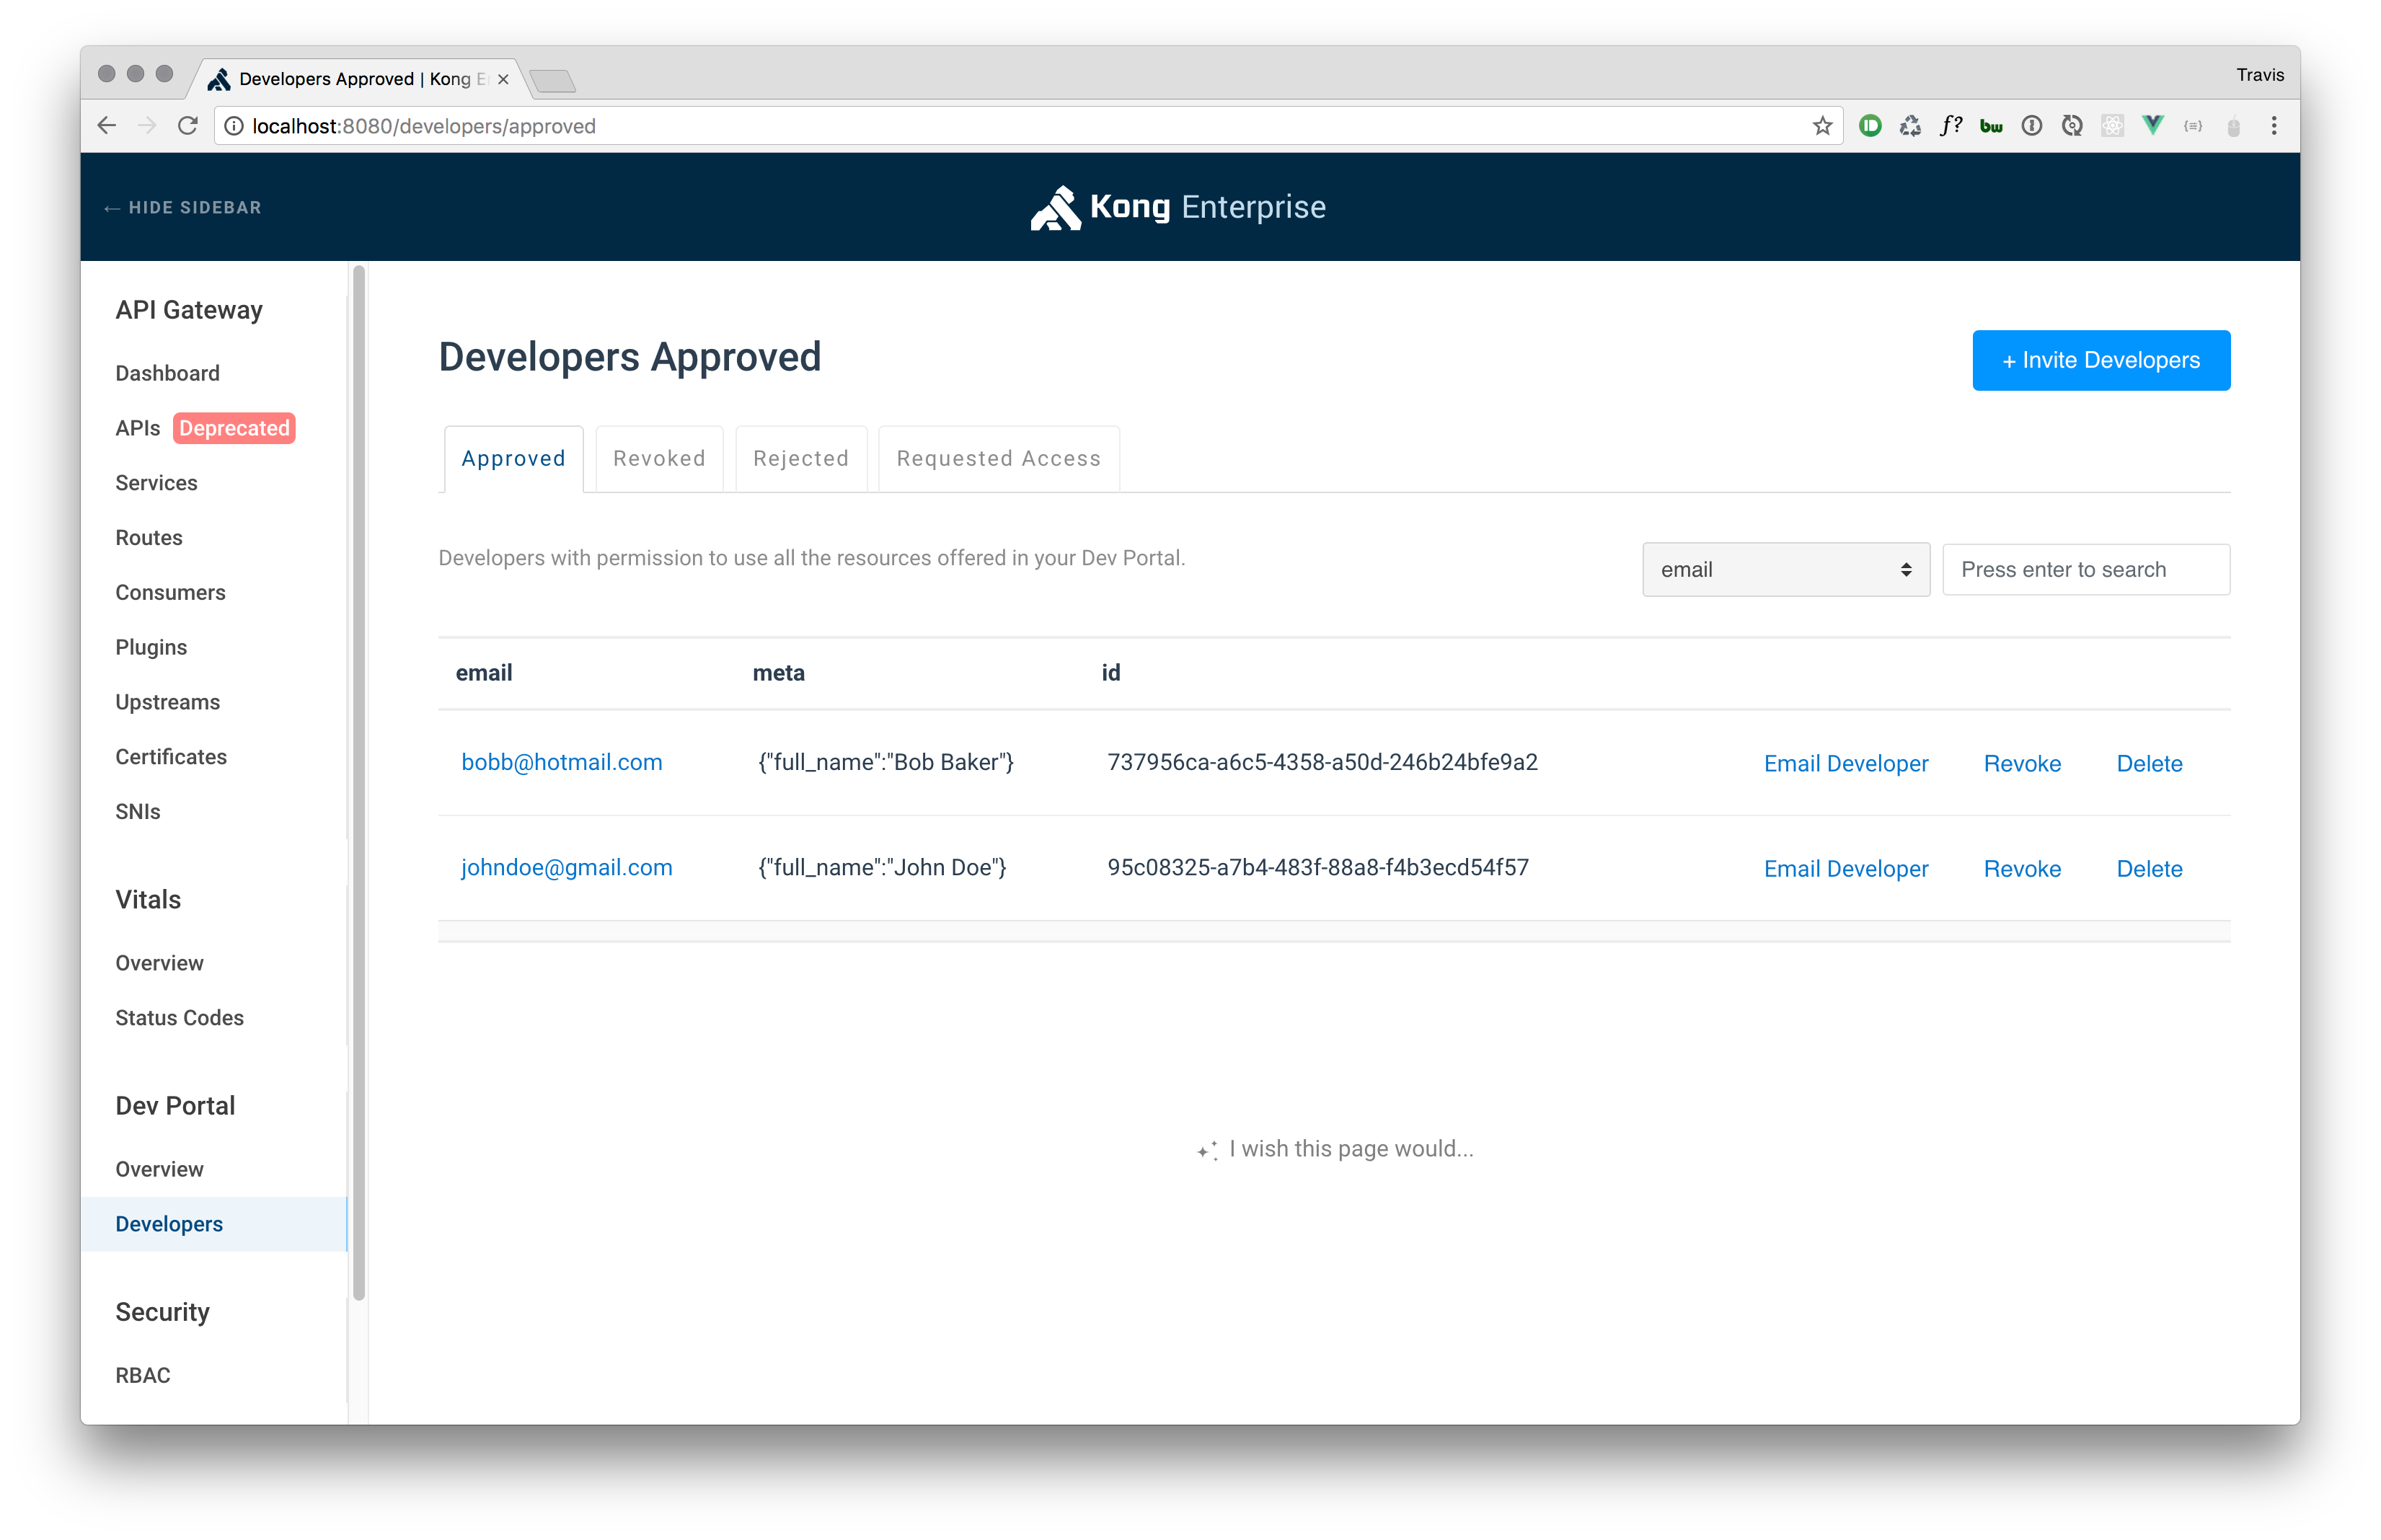 Developers Approved | Kong E
Travis
localhost:8080/developers/approved
f?
bw
← HIDE SIDEBAR
Kong Enterprise
API Gateway
Dashboard
APIs Deprecated
Services
Routes
Consumers
Plugins
Upstreams
Certificates
SNIs
Vitals
Overview
Status Codes
Dev Portal
Overview
Developers
Security
RBAC
Developers Approved
+ Invite Developers
Approved Revoked Rejected Requested Access
Developers with permission to use all the resources offered in your Dev Portal.
email Press enter to search
email meta id
bobb@hotmail.com {"full_name":"Bob Baker"} 737956ca-a6c5-4358-a50d-246b24bfe9a2 Email Developer Revoke Delete
johndoe@gmail.com {"full_name":"John Doe"} 95c08325-a7b4-483f-88a8-f4b3ecd54f57 Email Developer Revoke Delete
I wish this page would...